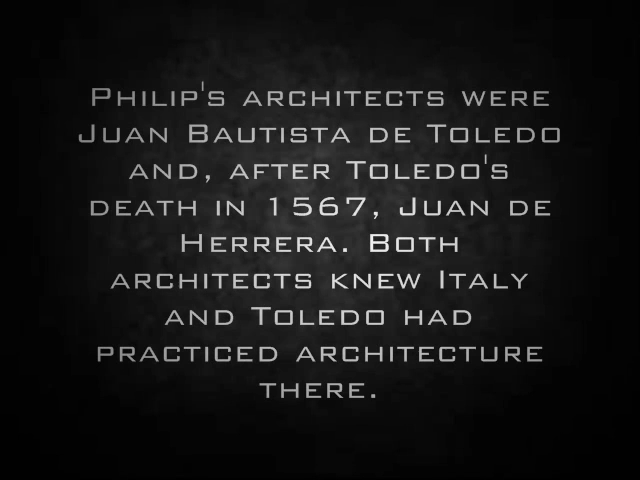 Philip's architects were
Juan Bautista de Toledo
and, after Toledo's
death in 1567, Juan de
Herrera. Both
architects knew Italy
and Toledo had
practiced architecture
there.